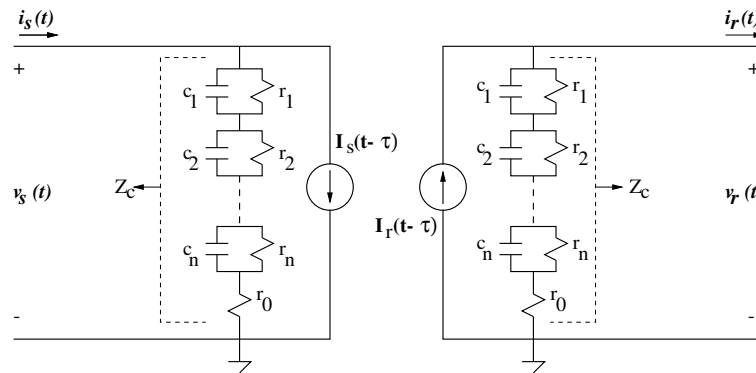 i_s(t)
i_r(t)
+
+
c_1
r_1
c_1
r_1
c_2
r_2
I_s(t- τ)
c_2
r_2
v_s(t)
Z_c
Z_c
v_r(t)
I_r(t- τ)
c_n
r_n
c_n
r_n
r_0
r_0
-
-